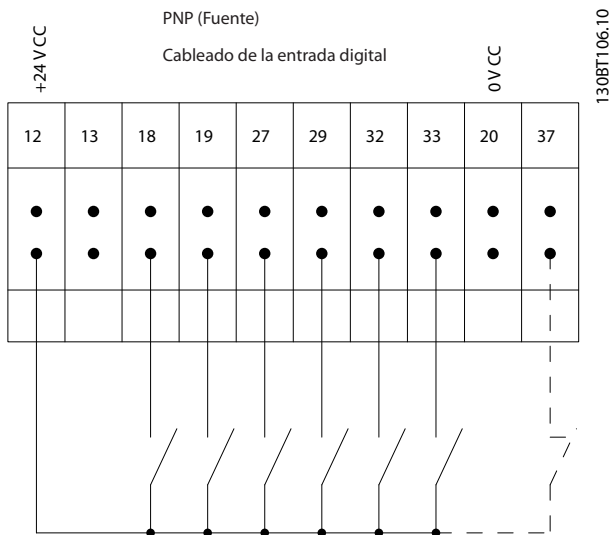 PNP (Fuente)
Cableado de la entrada digital
+24 V CC
0 V CC
130BT106.10
12 13 18 19 27 29 32 33 20 37